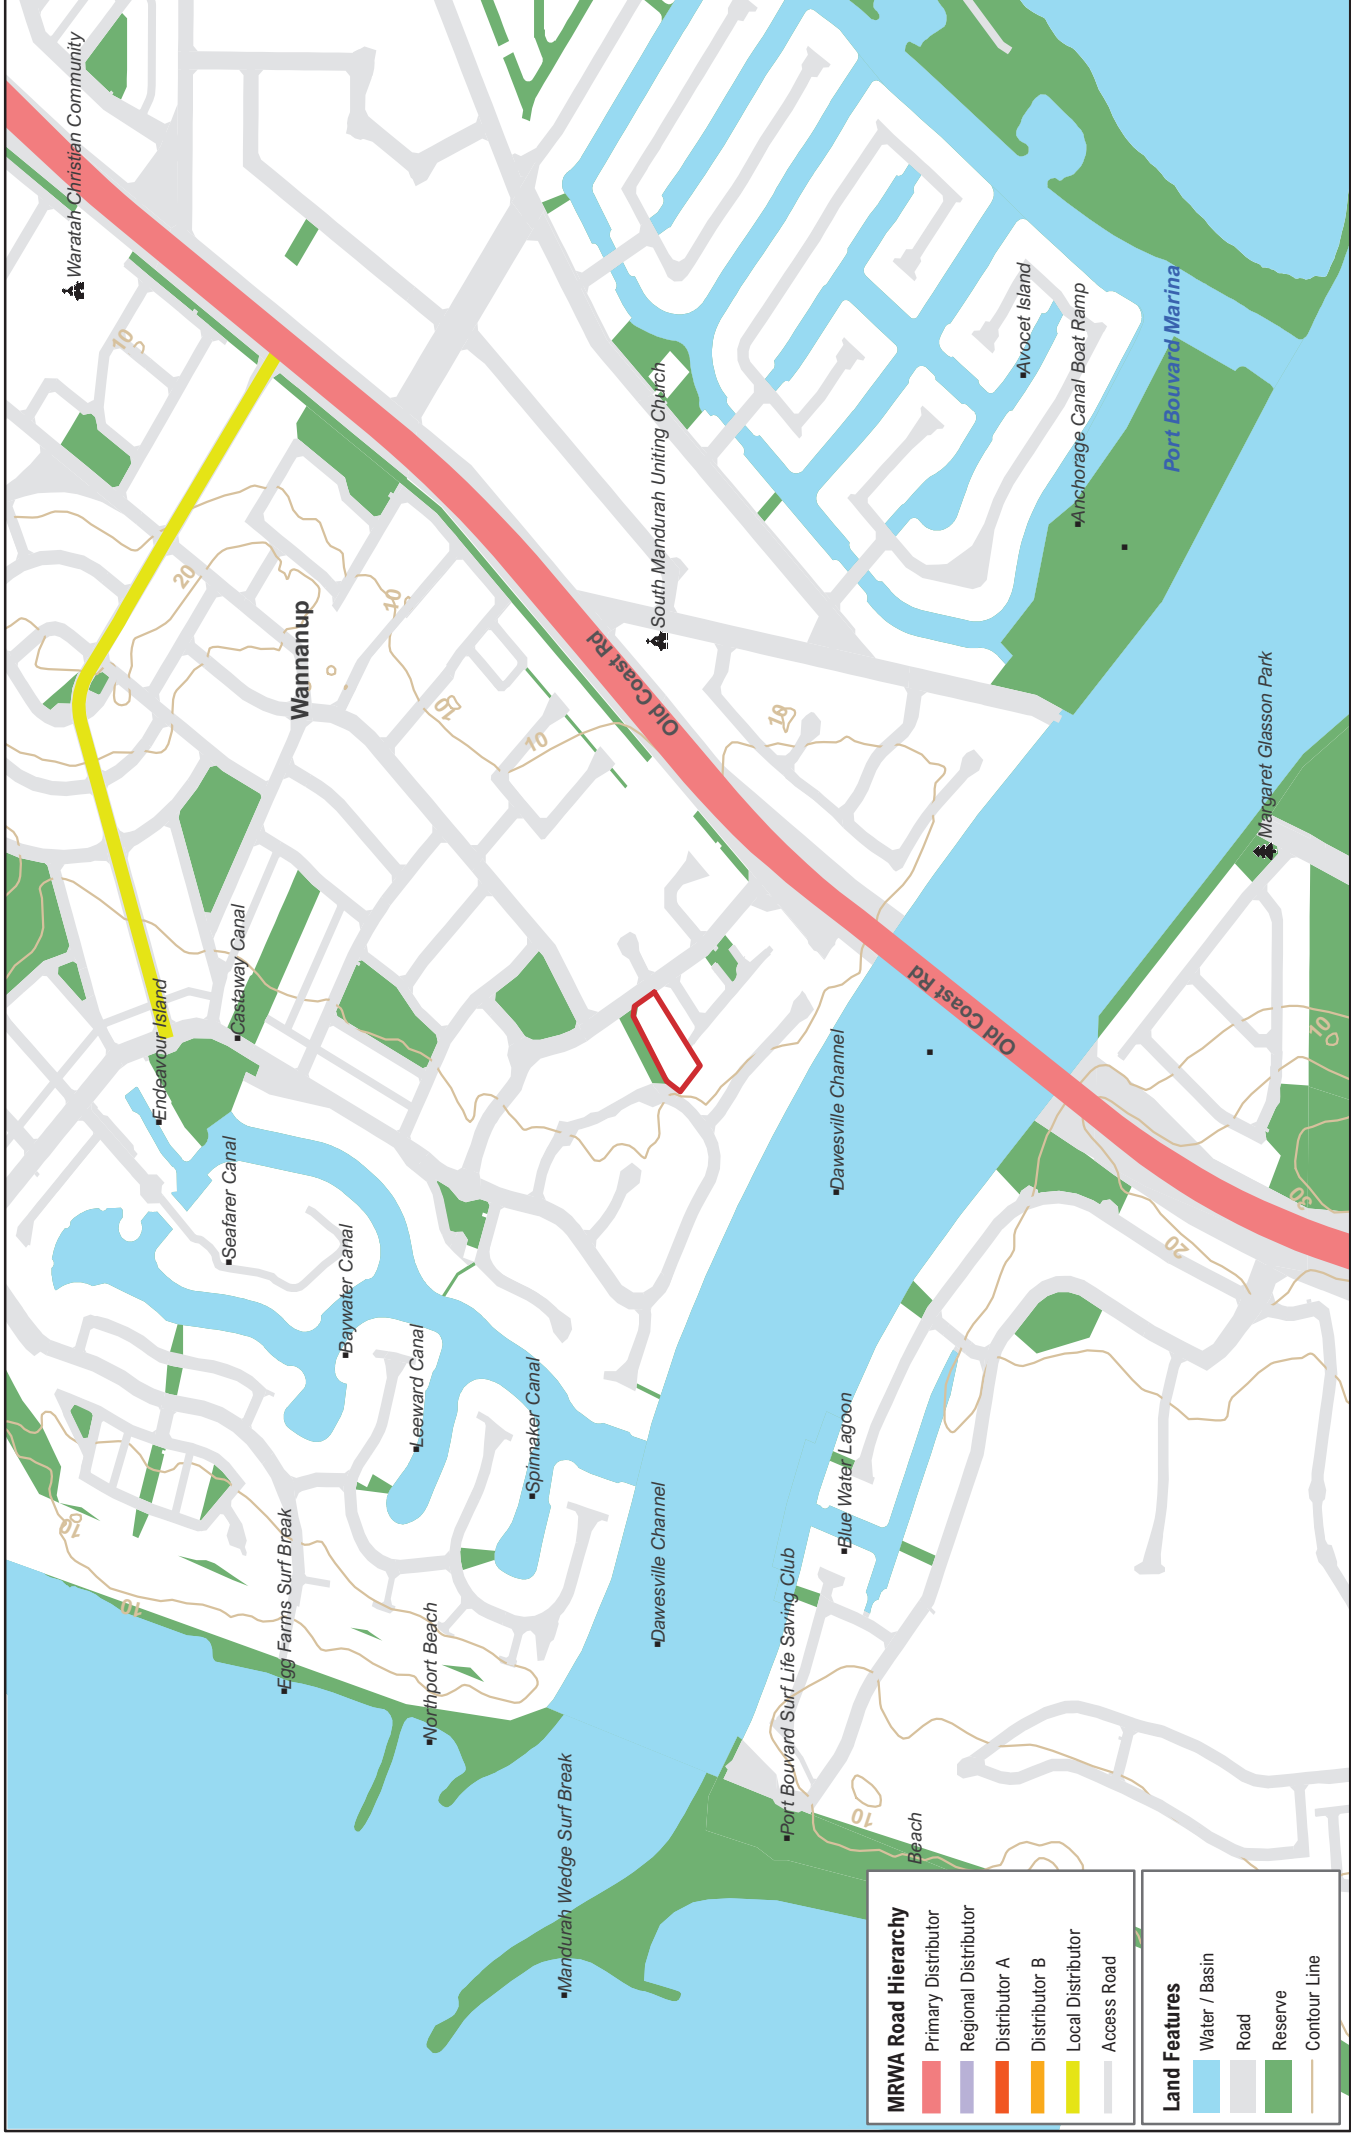 Waratah Christian Community
10
20
Wannanup
10
10
10
Old Coast Rd
South Mandurah Uniting Church
Avocet Island
Anchorage Canal Boat Ramp
Port Bouvard Marina
10
Margaret Glasson Park
Endeavour Island
Castaway Canal
Seafarer Canal
Baywater Canal
Leeward Canal
Spinnaker Canal
Old Coast Rd
Dawesville Channel
10
30
20
Blue Water Lagoon
Dawesville Channel
10
10
Egg Farms Surf Break
Northport Beach
Mandurah Wedge Surf Break
Port Bouvard Surf Life Saving Club
10
Beach
MRWA Road Hierarchy
Primary Distributor
Regional Distributor
Distributor A
Distributor B
Local Distributor
Access Road
Land Features
Water / Basin
Road
Reserve
Contour Line